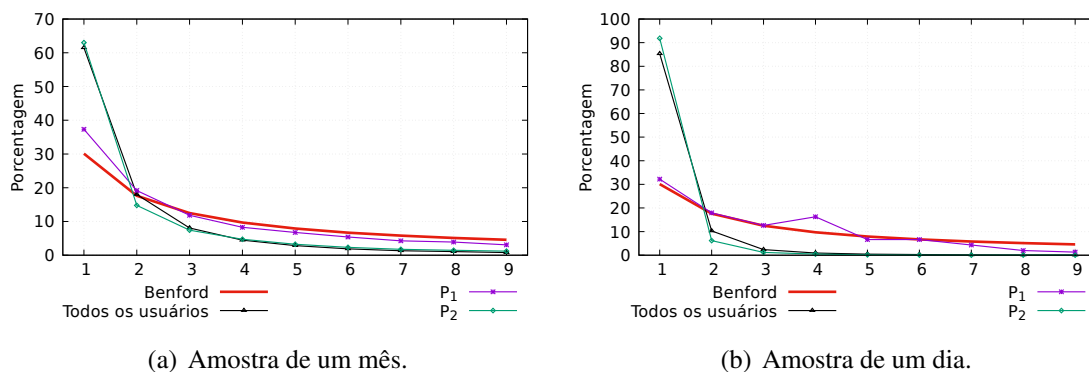 70
60
50
40
30
20
10
0
Porcentagem
1 2 3 4 5 6 7 8 9
Benford
Todos os usuários
P1
P2
(a) Amostra de um mês.
100
90
80
70
60
50
40
30
20
10
0
Porcentagem
1 2 3 4 5 6 7 8 9
Benford
Todos os usuários
P1
P2
(b) Amostra de um dia.